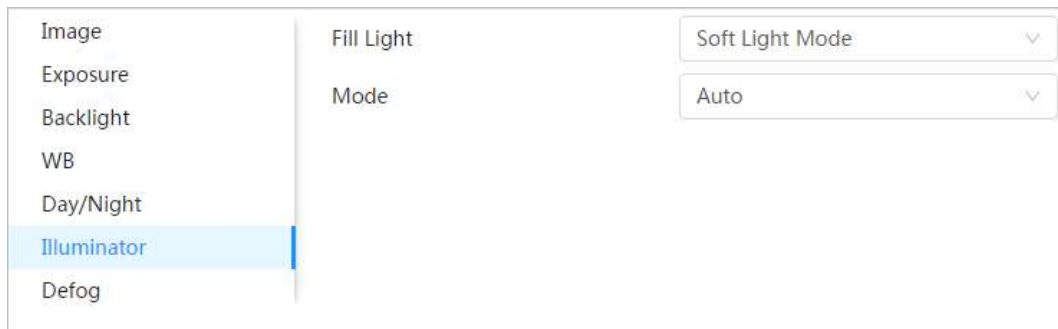 Image
Exposure
Backlight
WB
Day/Night
Illuminator
Defog
Fill Light
Soft Light Mode
Mode
Auto